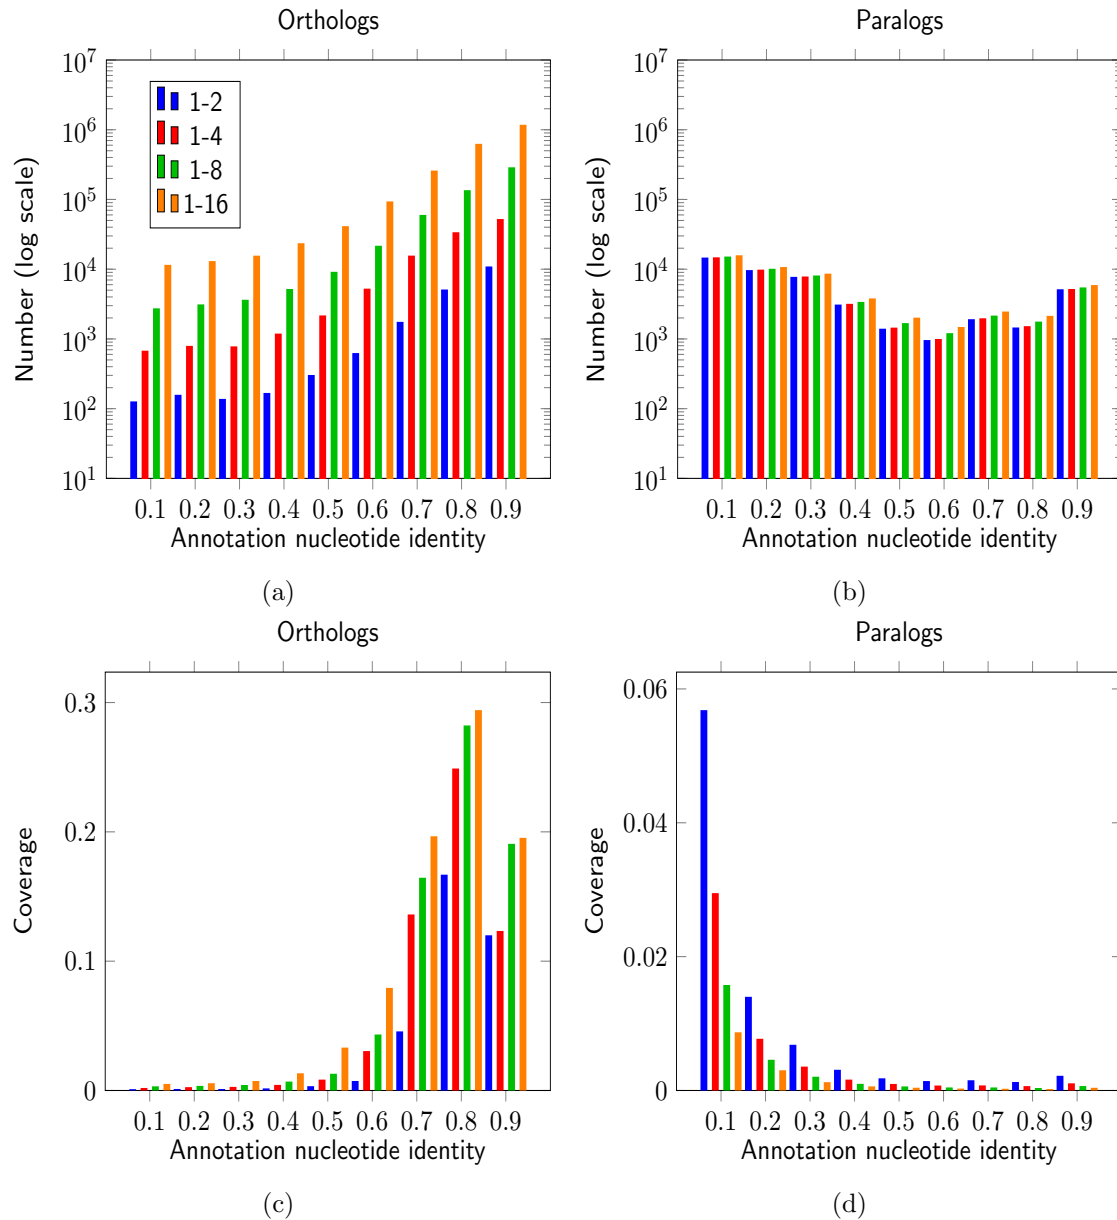 Orthologs
Number (log scale)
10^7
10^6
10^5
10^4
10^3
10^2
10^1
1-2
1-4
1-8
1-16
0.1 0.2 0.3 0.4 0.5 0.6 0.7 0.8 0.9
Annotation nucleotide identity
(a)
Paralogs
Number (log scale)
10^7
10^6
10^5
10^4
10^3
10^2
10^1
0.1 0.2 0.3 0.4 0.5 0.6 0.7 0.8 0.9
Annotation nucleotide identity
(b)
Orthologs
Coverage
0.3
0.2
0.1
0
0.1 0.2 0.3 0.4 0.5 0.6 0.7 0.8 0.9
Annotation nucleotide identity
(c)
Paralogs
Coverage
0.06
0.04
0.02
0
0.1 0.2 0.3 0.4 0.5 0.6 0.7 0.8 0.9
Annotation nucleotide identity
(d)